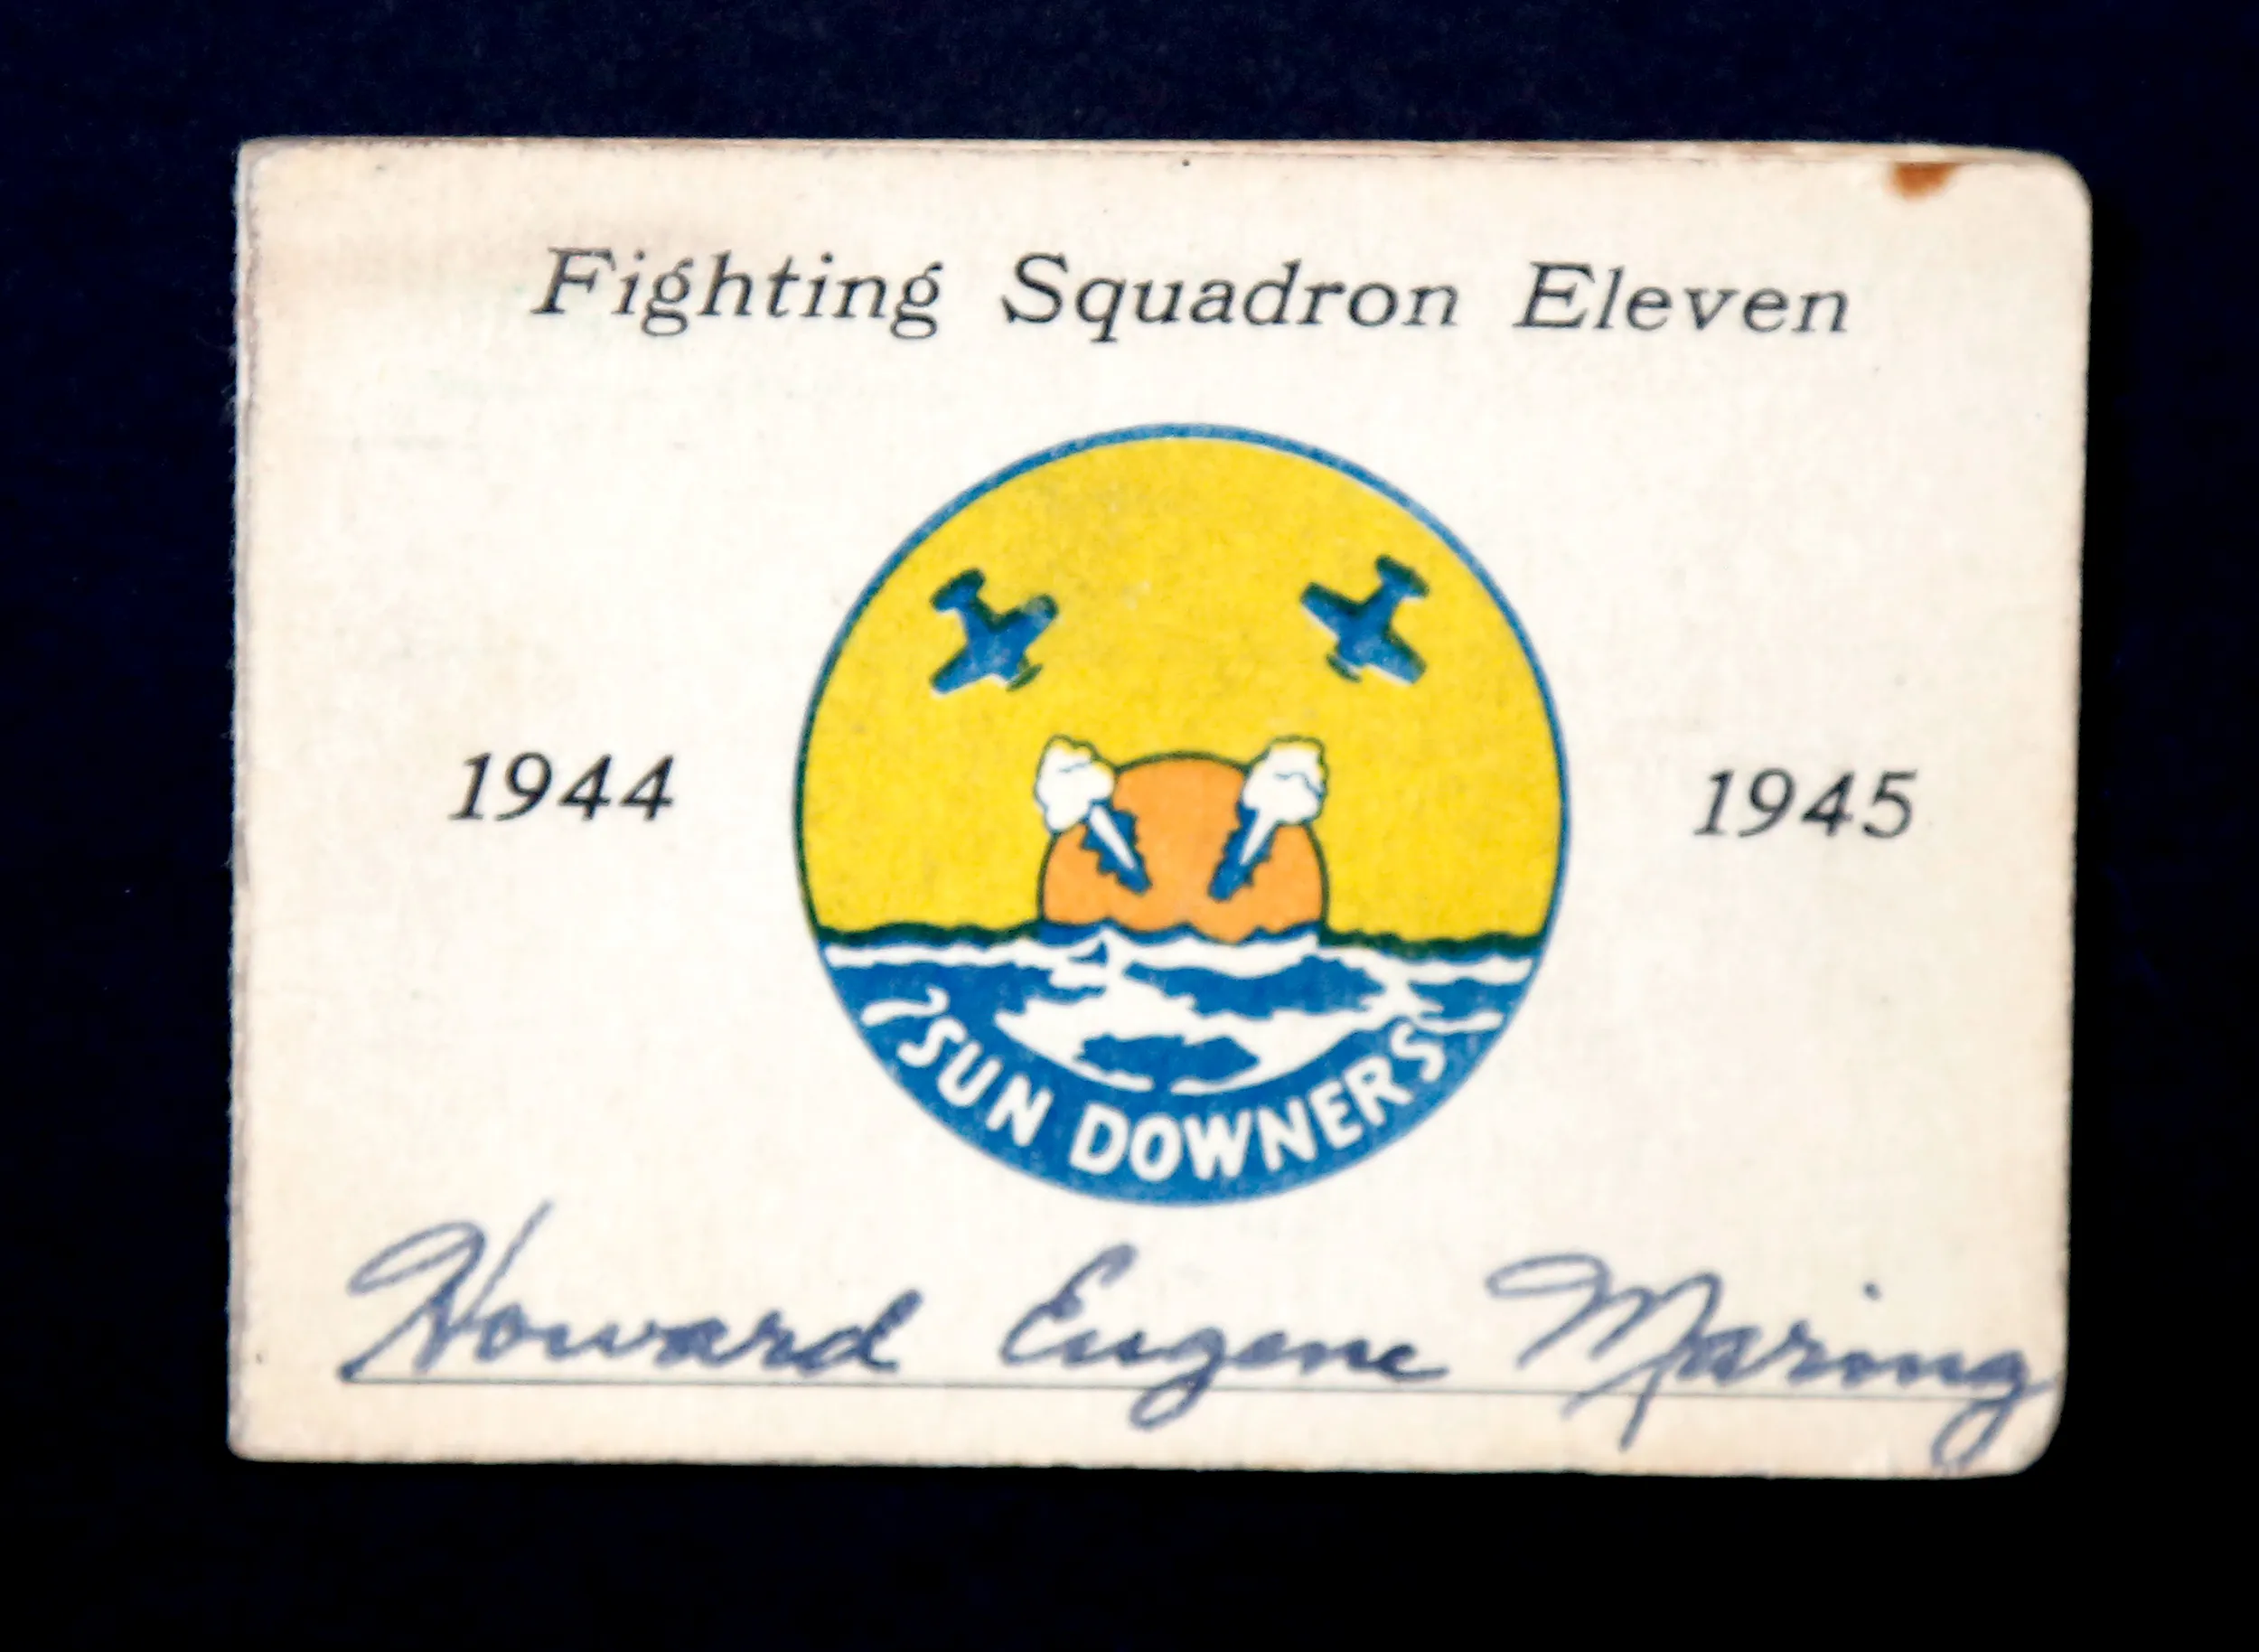 Fighting Squadron Eleven
1944 1945
SUN DOWNERS
Howard Eugene Maring